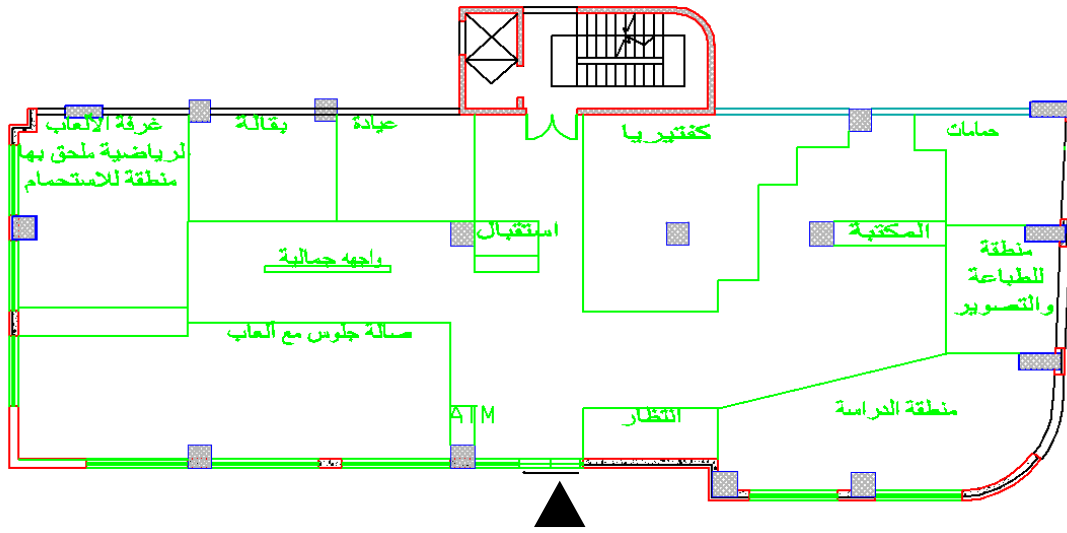 غرفة الألعاب
لرياضية ملحق بها
منطقة للاستحمام
بقالة
عيادة
كفتيريا
حمامات
استقبال
المكتبة
واجهه جمالية
منطقة
للطباعة
والتصوير
صالة جلوس مع ألعاب
ATM
انتظار
منطقة الدراسة